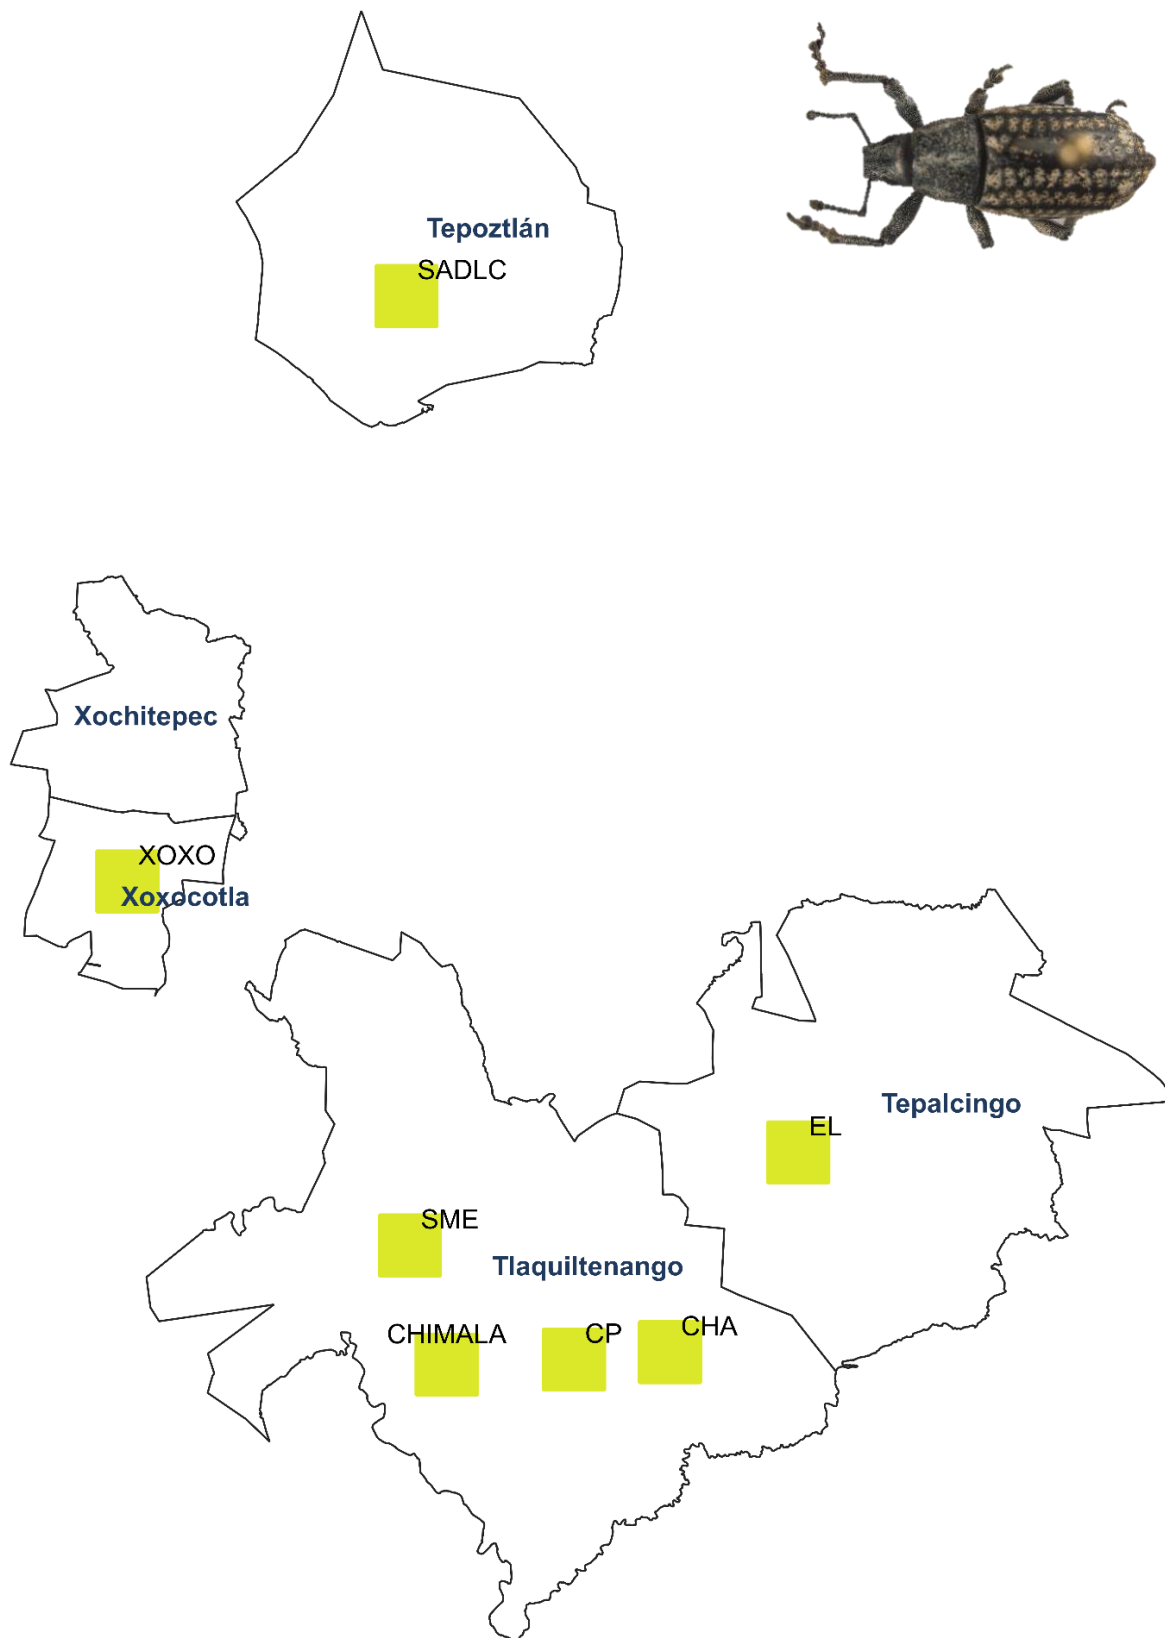 Tepoztlán
SADLC
Xochitepec
XOXO
Xoxocotla
Tepalcingo
EL
SME
Tlaquiltenango
CHIMALA
CP
CHA